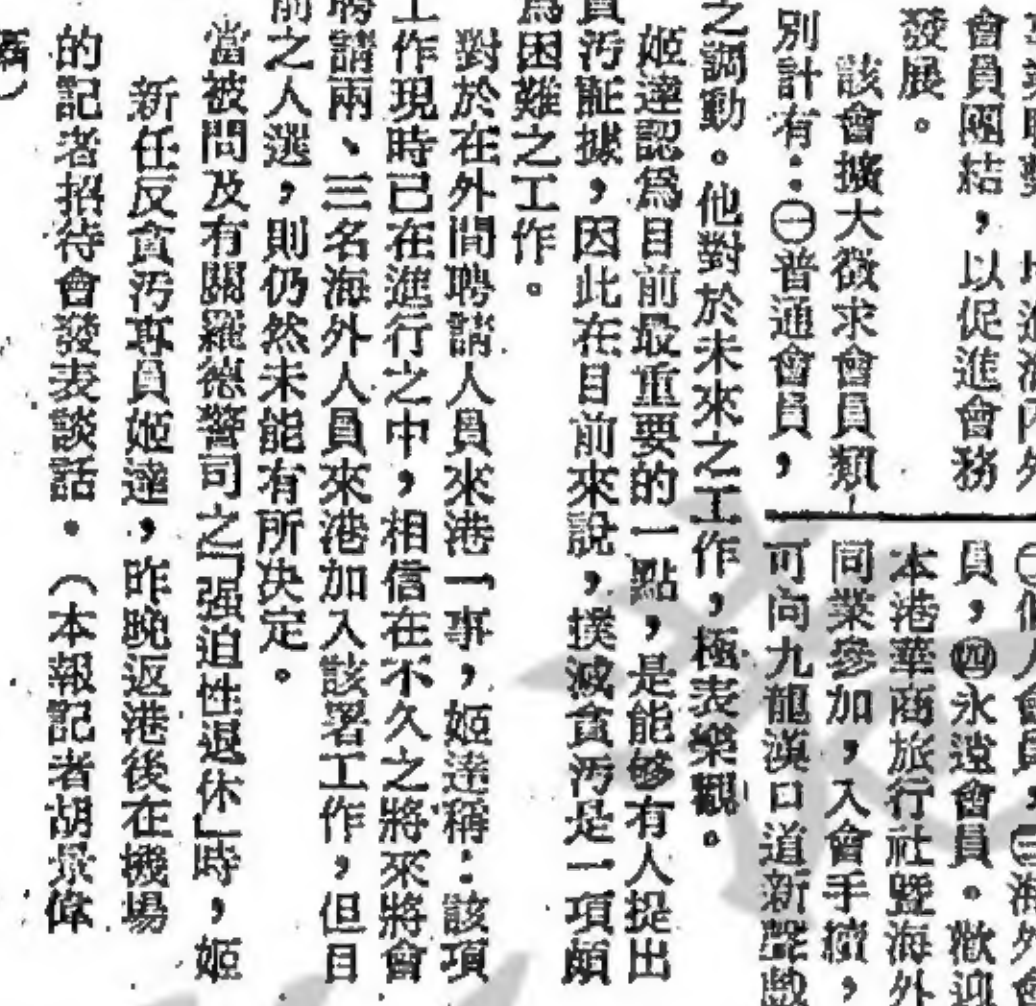 會員團結，以促進會務
發展。
該會擴大徵求會員類
別計有：㊀普通會員，
員，㊃永遠會員。歡迎
本港華商旅行社暨海外
同業參加，入會手續，
可向九龍漢口道新聲戲
之調動。他對於未來之工作，極表樂觀。
姬達認爲目前最重要的一點，是能够有人提出
貪汚証據，因此在目前來說，撲滅貪汚是一項頗
爲困難之工作。
對於在外間聘請人員來港一事，姬達稱：該項
工作現時已在進行之中，相信在不久之將來將會
聘請兩、三名海外人員來港加入該署工作，但目
前之人選，則仍然未能有所決定。
當被問及有關羅德警司之「强迫性退休」時，姬
新任反貪汚專員姬達，昨晚返港後在機場
的記者招待會發表談話。（本報記者胡景偉